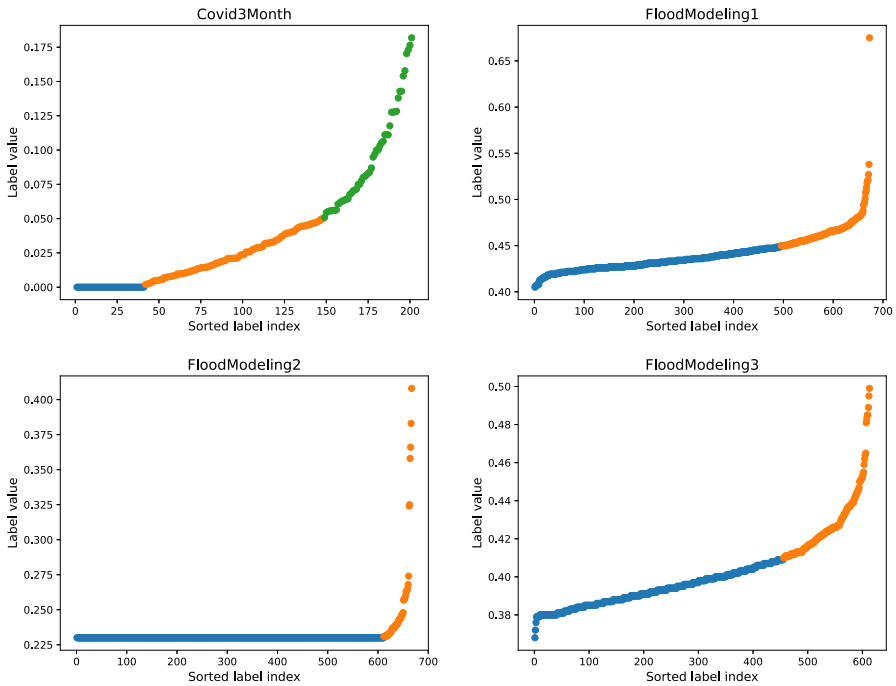 Covid3Month
0.175
0.150
0.125
0.100
0.075
0.050
0.025
0.000
Label value
0 25 50 75 100 125 150 175 200
Sorted label index
FloodModeling1
0.65
0.60
0.55
0.50
0.45
0.40
Label value
0 100 200 300 400 500 600 700
Sorted label index
FloodModeling2
0.400
0.375
0.350
0.325
0.300
0.275
0.250
0.225
Label value
0 100 200 300 400 500 600 700
Sorted label index
FloodModeling3
0.50
0.48
0.46
0.44
0.42
0.40
0.38
Label value
0 100 200 300 400 500 600
Sorted label index